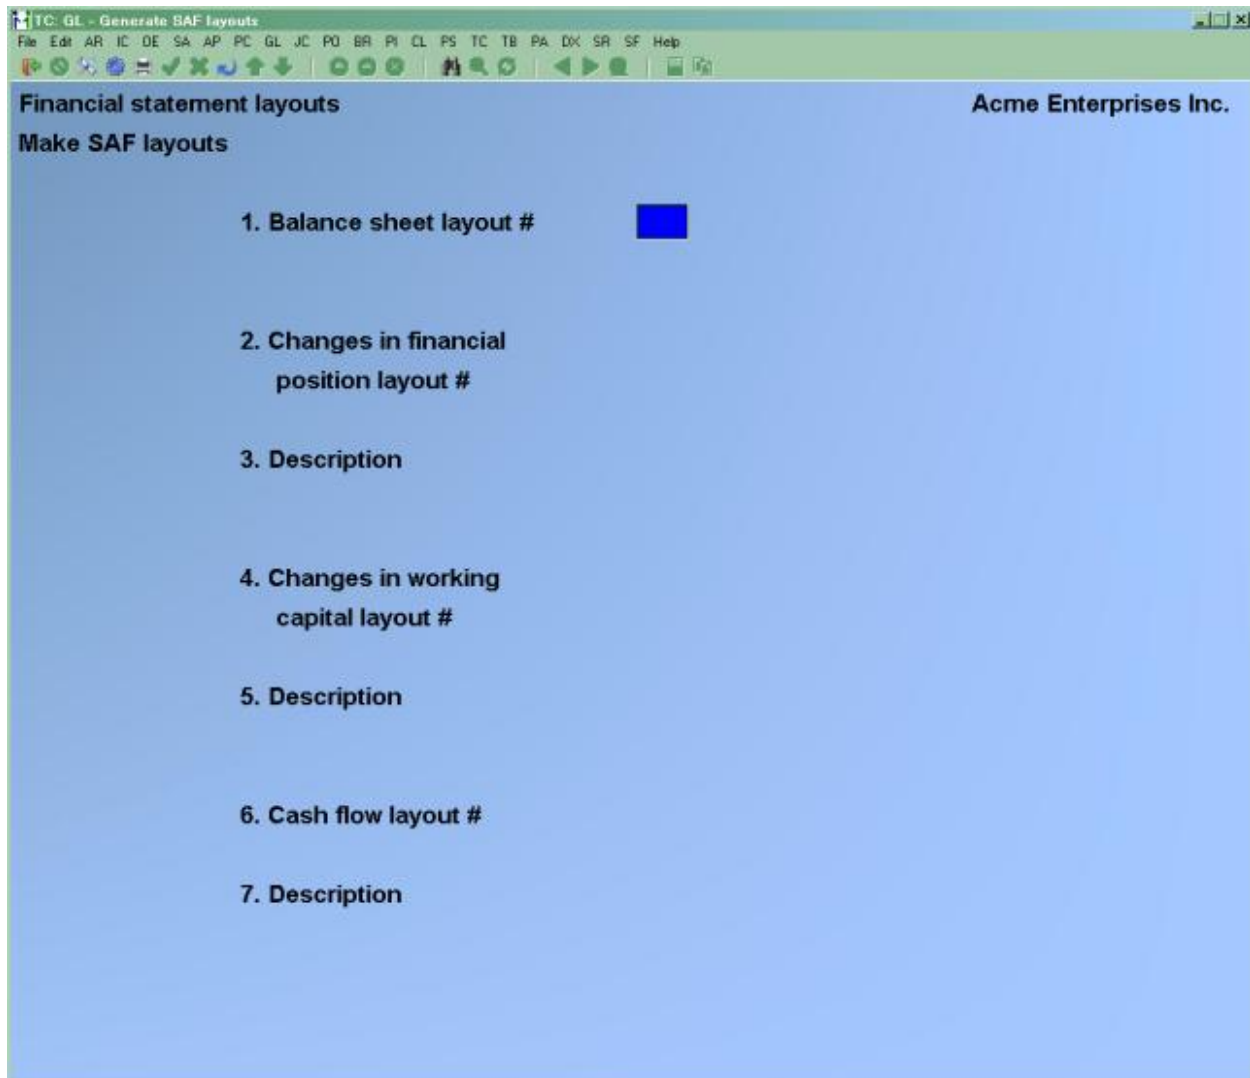 TC: GL - Generate SAF layouts
File Edit AR IC OE SA AP PC GL JC PO BR PI CL PS TC TB PA DX SR SF Help
Financial statement layouts
Acme Enterprises Inc.
Make SAF layouts
1. Balance sheet layout #
2. Changes in financial
position layout #
3. Description
4. Changes in working
capital layout #
5. Description
6. Cash flow layout #
7. Description